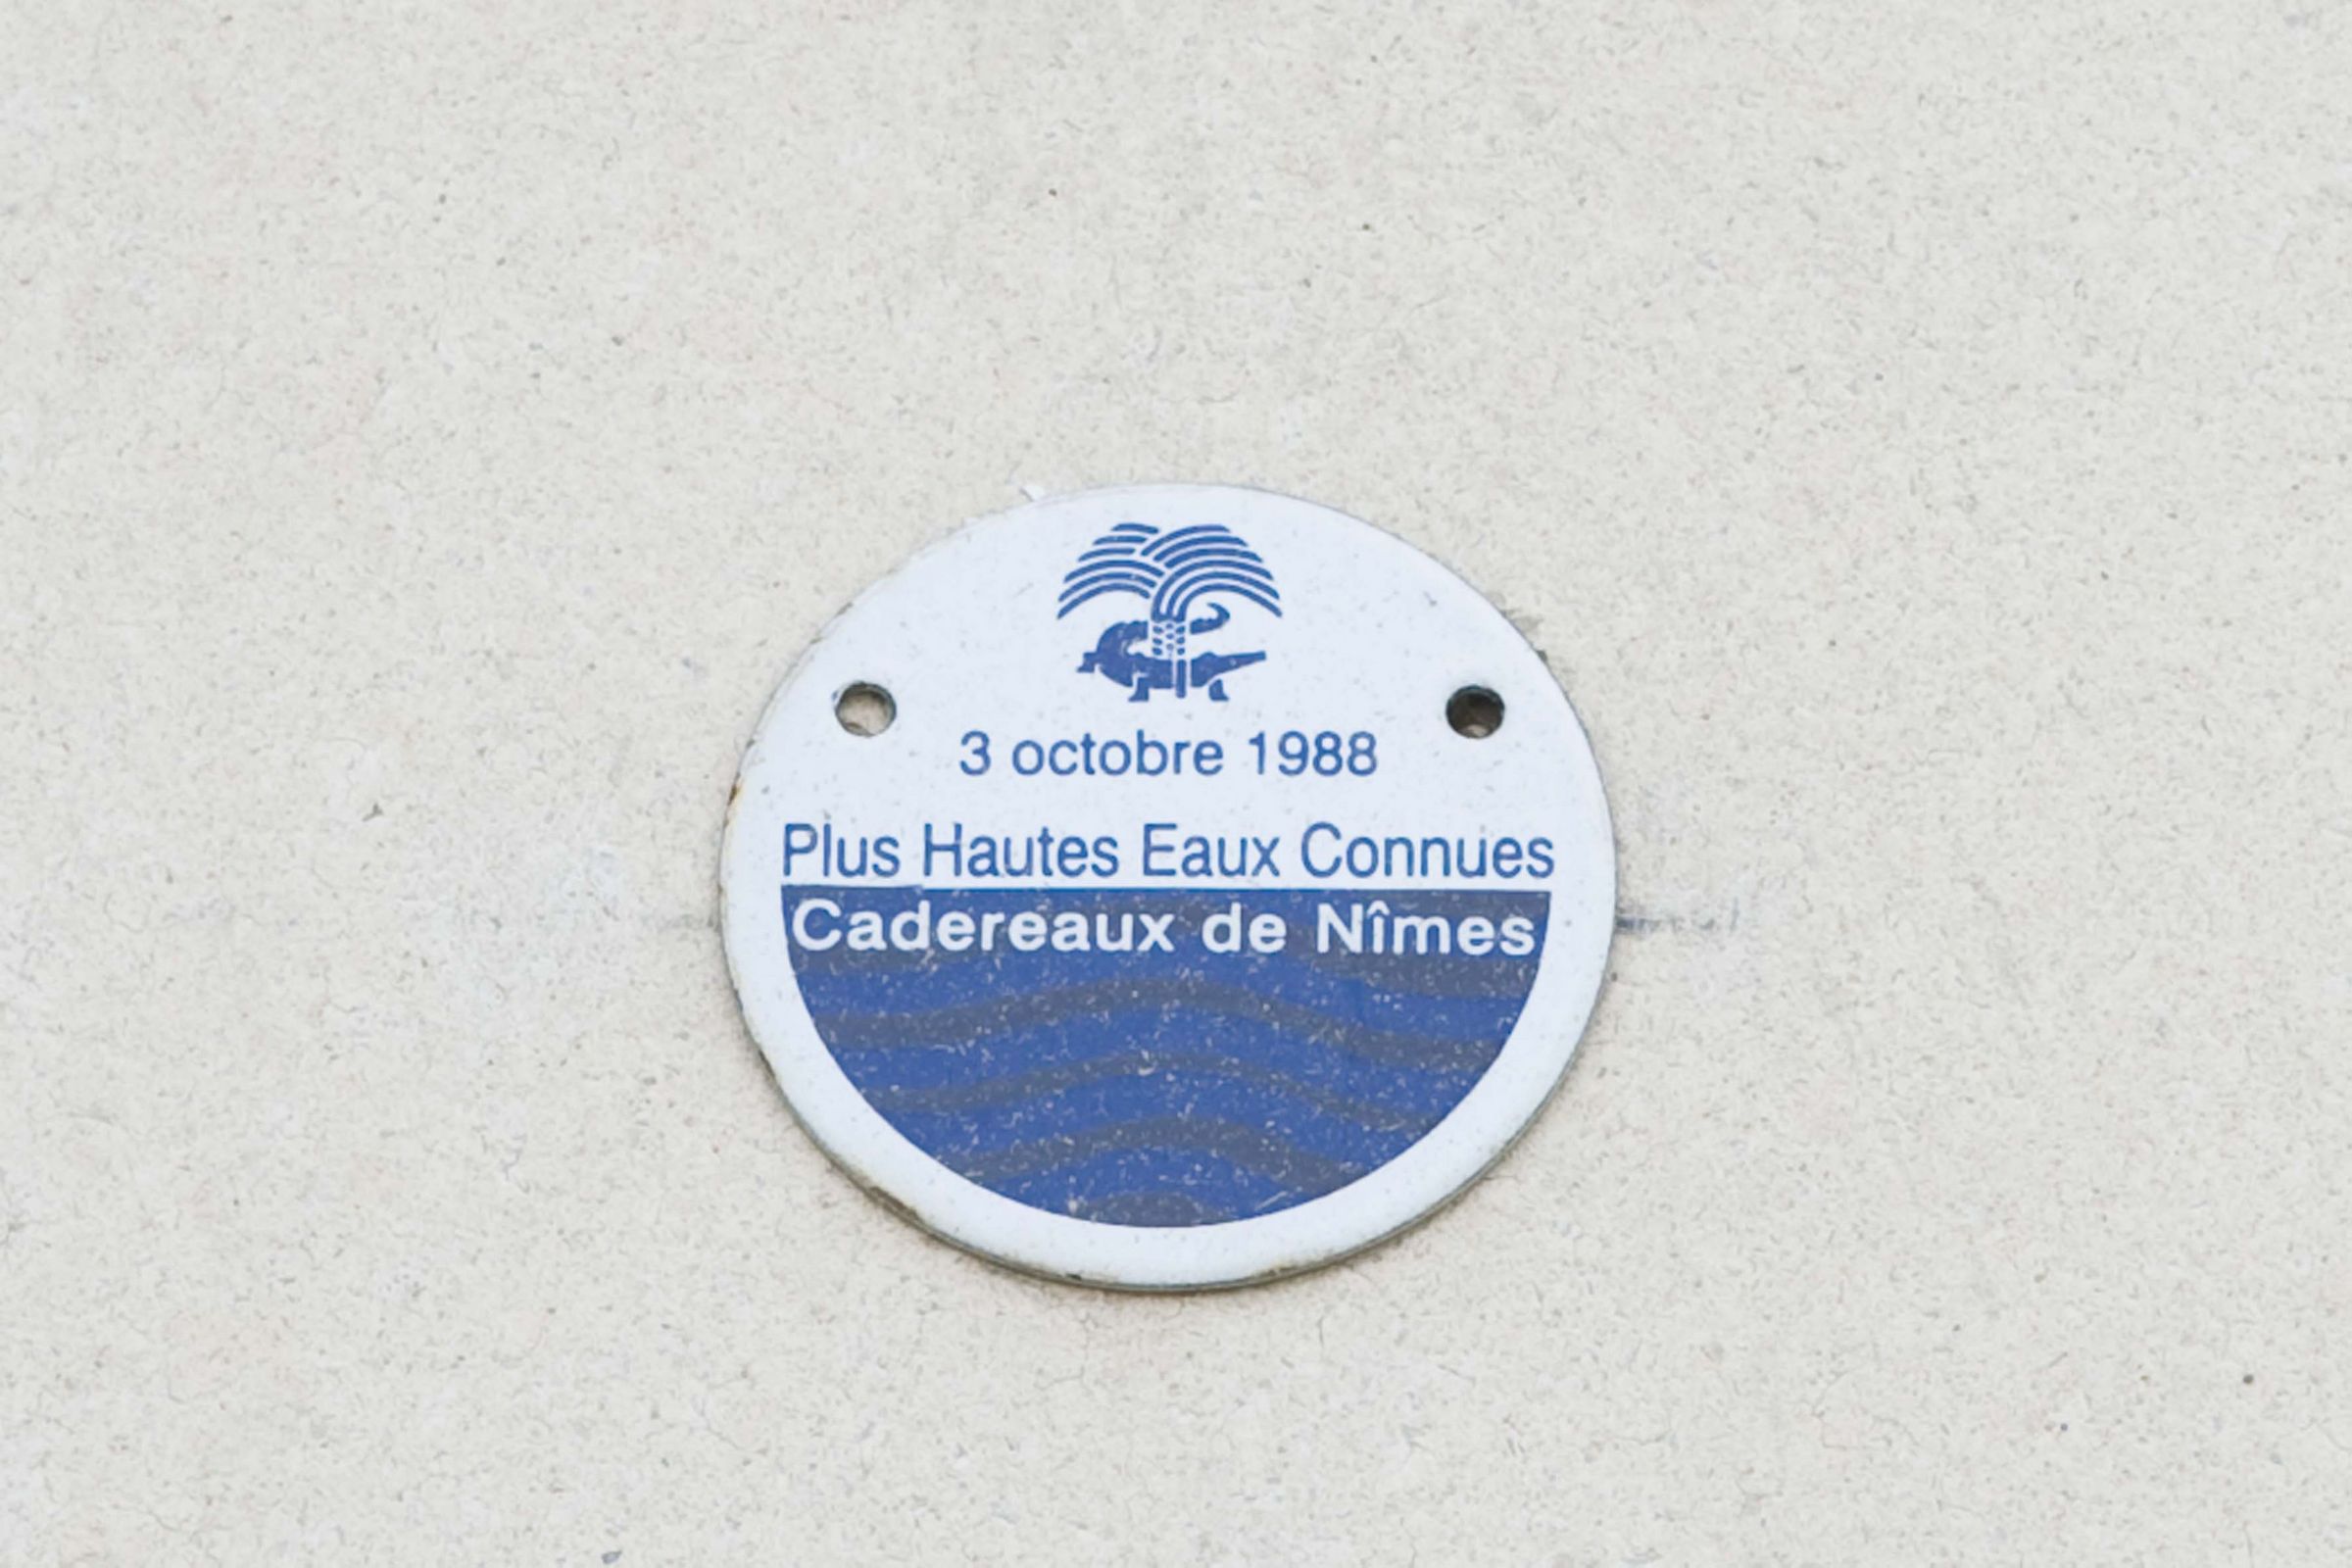 3 octobre 1988
Plus Hautes Eaux Connues
Cadereaux de Nîmes